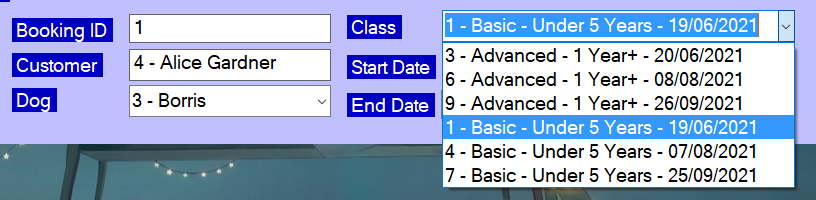 Booking ID 1
Customer 4 - Alice Gardner
Dog 3 - Borris
Class 1 - Basic - Under 5 Years - 19/06/2021
Start Date
End Date
3 - Advanced - 1 Year+ - 20/06/2021
6 - Advanced - 1 Year+ - 08/08/2021
9 - Advanced - 1 Year+ - 26/09/2021
1 - Basic - Under 5 Years - 19/06/2021
4 - Basic - Under 5 Years - 07/08/2021
7 - Basic - Under 5 Years - 25/09/2021